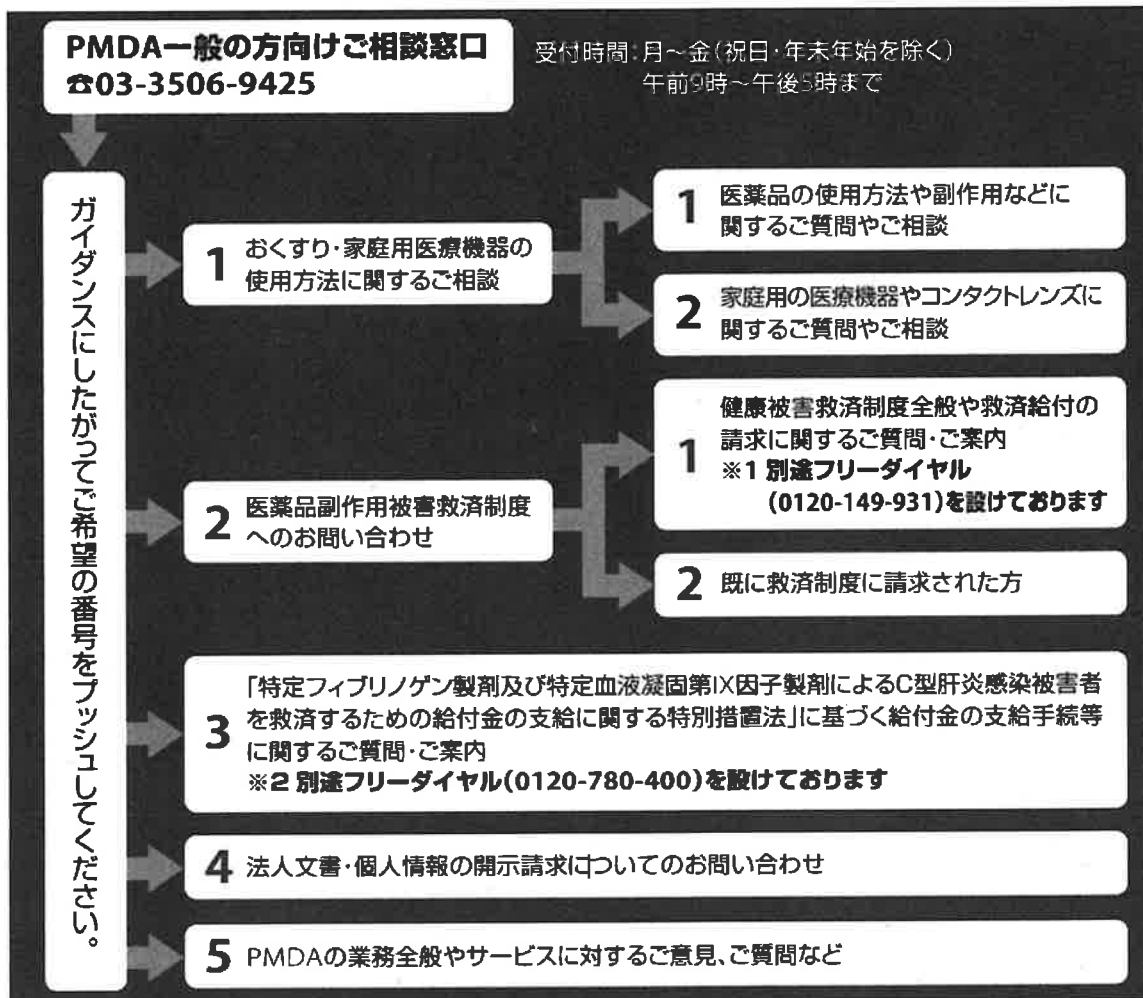 PMDA一般の方向けご相談窓口
☎03-3506-9425
受付時間:月～金(祝日・年末年始を除く)
午前9時～午後5時まで
ガイダンスにしたがってご希望の番号をプッシュしてください。
1 おくすり・家庭用医療機器の
使用方法に関するご相談
1 医薬品の使用方法や副作用などに
関するご質問やご相談
2 家庭用の医療機器やコンタクトレンズに
関するご質問やご相談
2 医薬品副作用被害救済制度
へのお問い合わせ
1 健康被害救済制度全般や救済給付の
請求に関するご質問・ご案内
※1 別途フリーダイヤル
(0120-149-931)を設けております
2 既に救済制度に請求された方
3 「特定フィブリノゲン製剤及び特定血液凝固第Ⅸ因子製剤によるC型肝炎感染被害者
を救済するための給付金の支給に関する特別措置法」に基づく給付金の支給手続等
に関するご質問・ご案内
※2 別途フリーダイヤル(0120-780-400)を設けております
4 法人文書・個人情報の開示請求についてのお問い合わせ
5 PMDAの業務全般やサービスに対するご意見、ご質問など